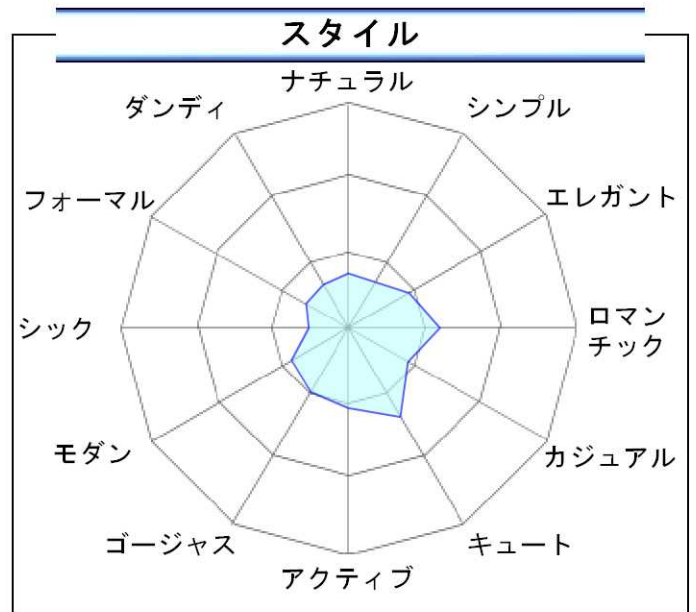 スタイル
ナチュラル
シンプル
エレガント
ロマン
チック
カジュアル
キュート
アクティブ
ゴージャス
モダン
シック
フォーマル
ダンディ